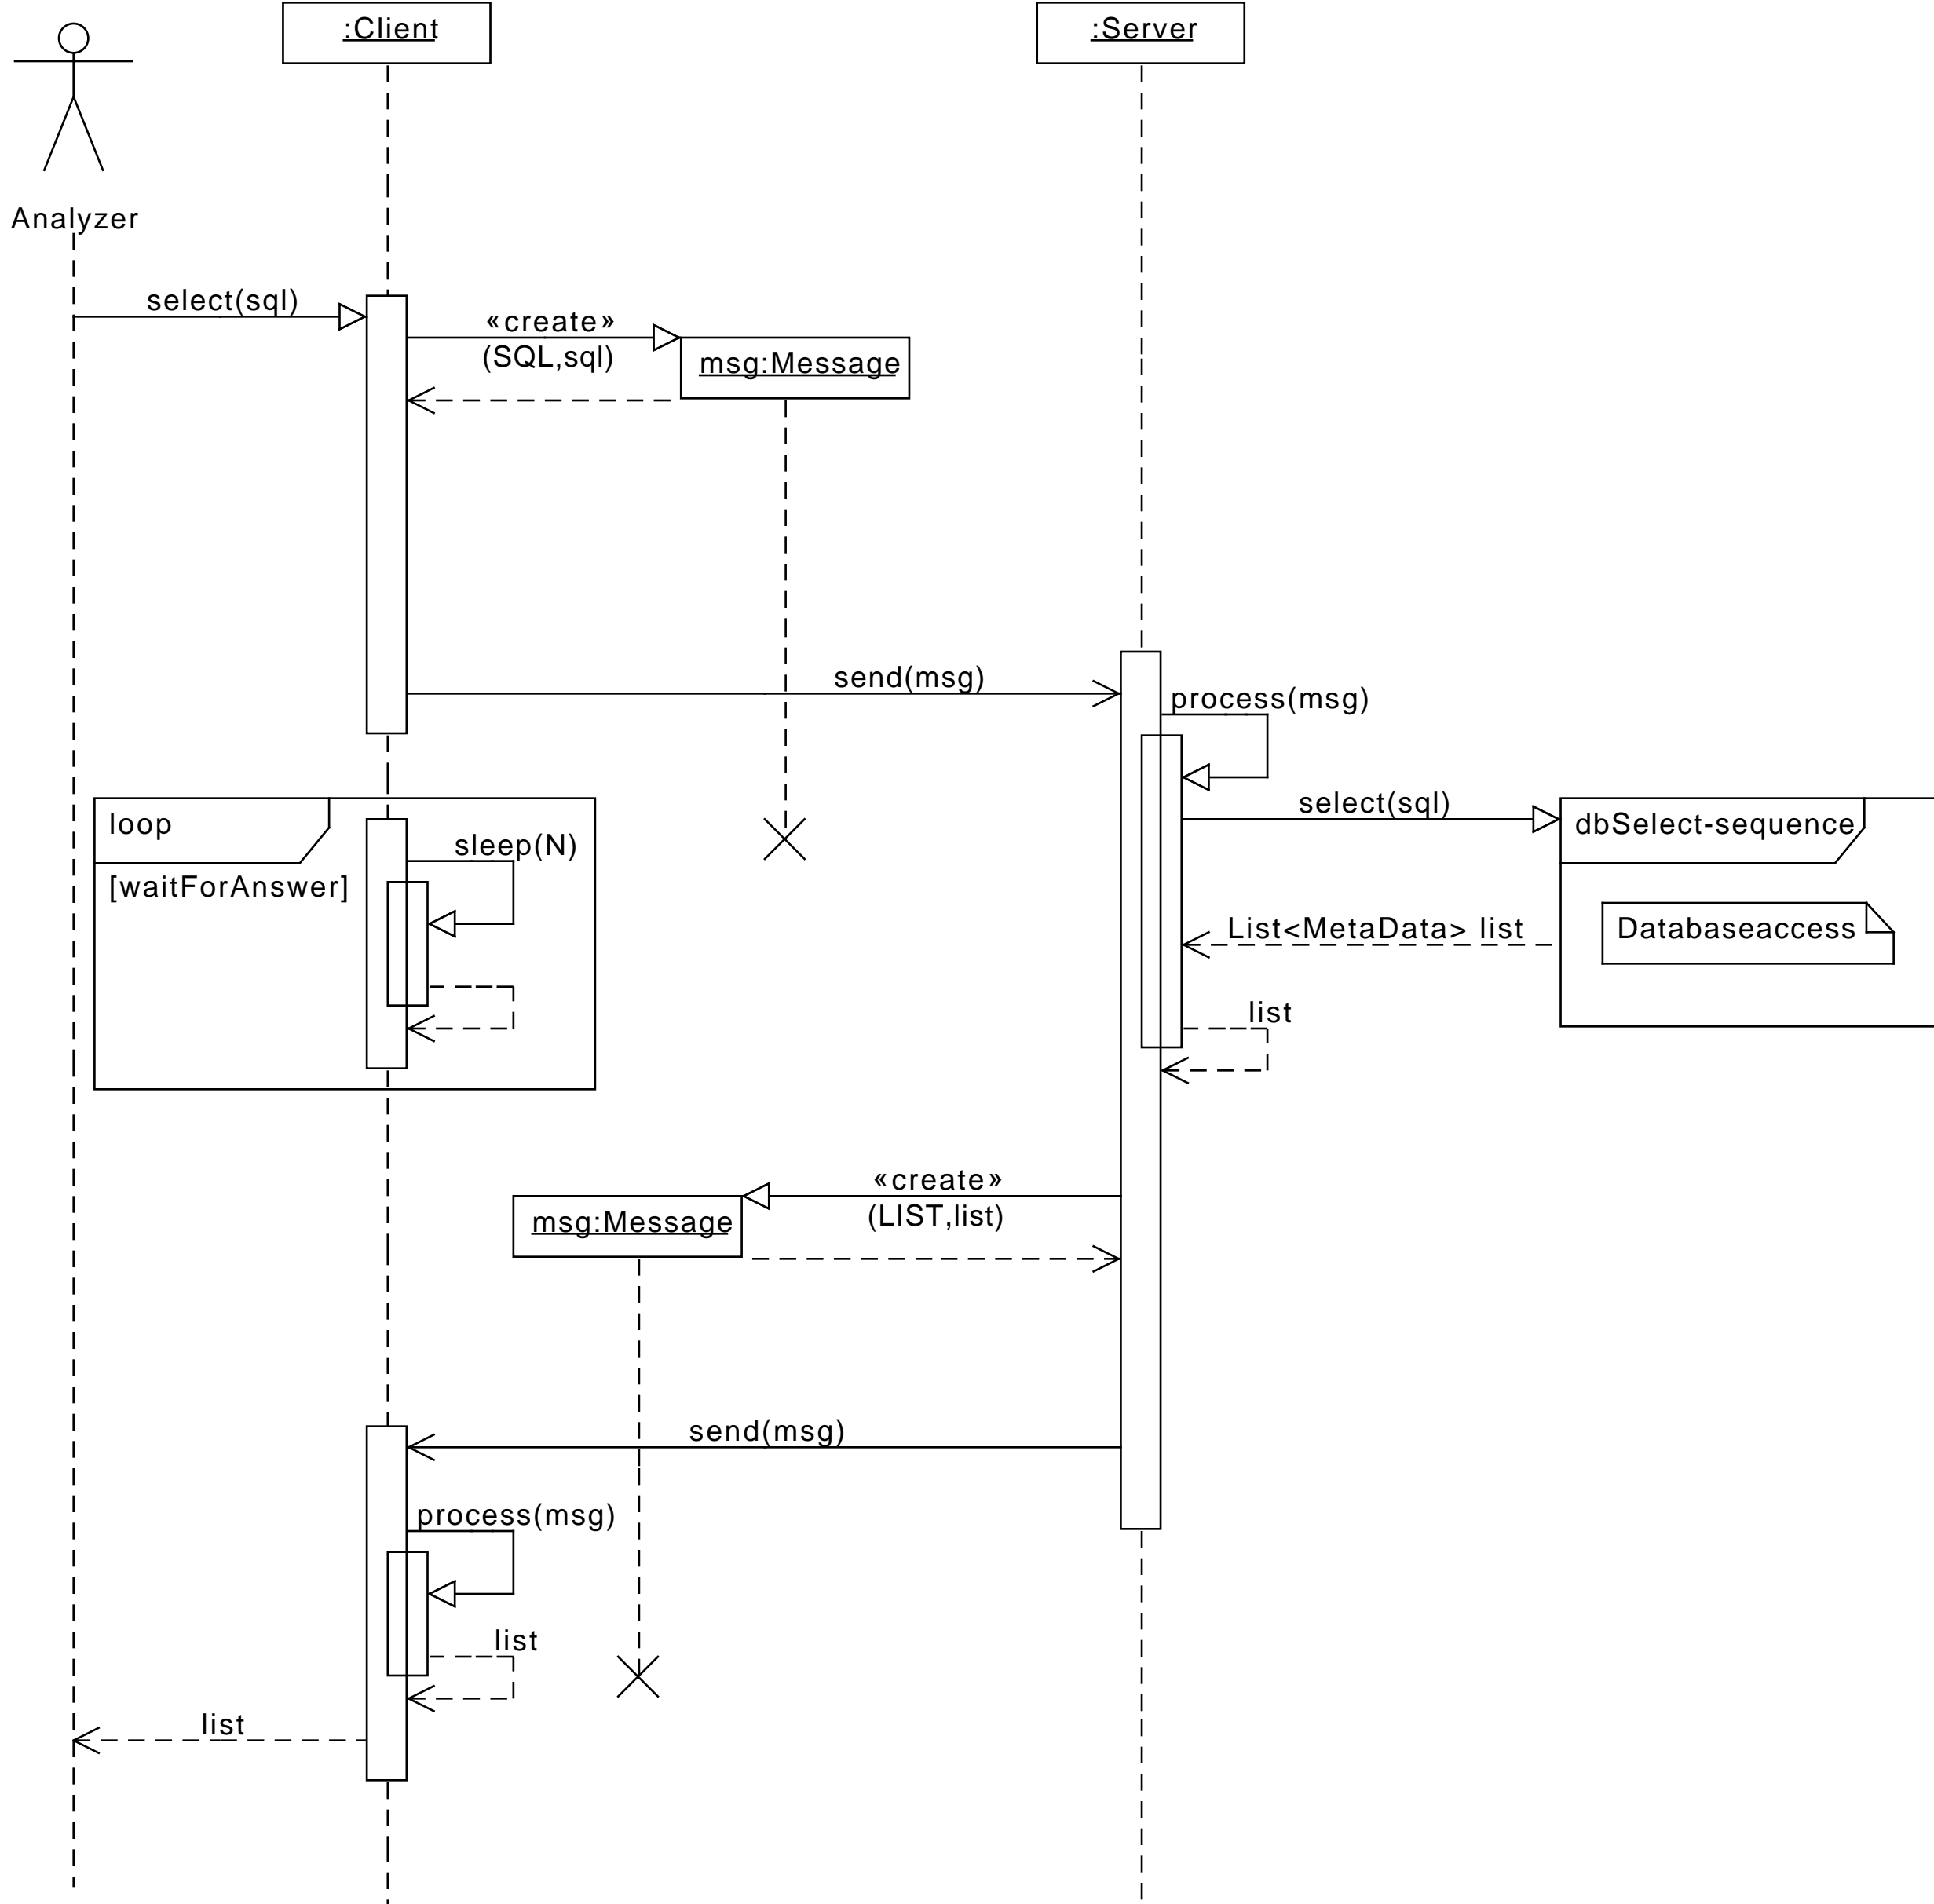 :Client
:Server
Analyzer
select(sql)
«create»
(SQL,sql)
msg:Message
send(msg)
process(msg)
select(sql)
loop
dbSelect-sequence
sleep(N)
[waitForAnswer]
List<MetaData> list
Databaseaccess
list
«create»
(LIST,list)
msg:Message
send(msg)
process(msg)
list
list